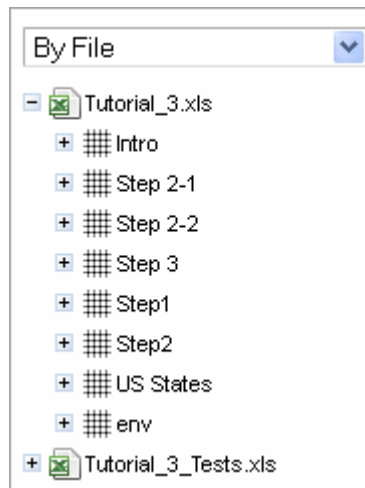 By File
Tutorial_3.xls
Intro
Step 2-1
Step 2-2
Step 3
Step1
Step2
US States
env
Tutorial_3_Tests.xls